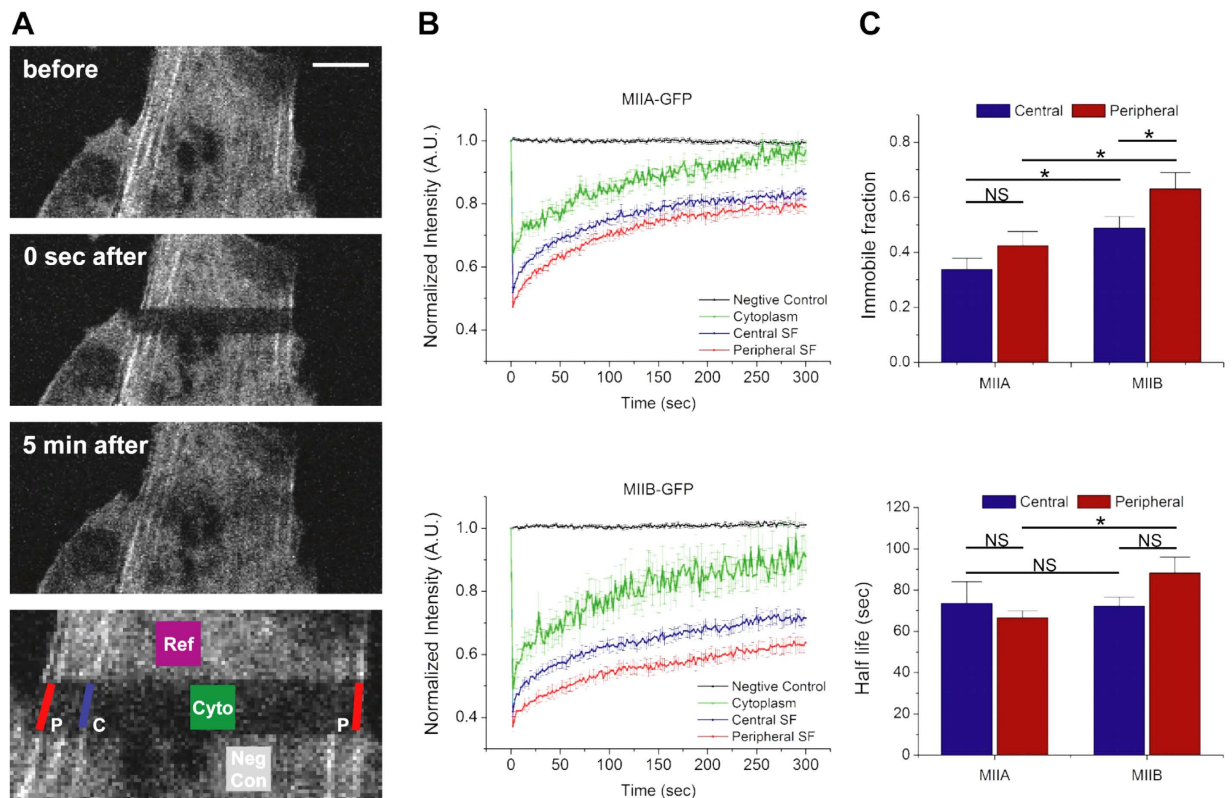 A
before
0 sec after
5 min after
Ref
Cyto
P
C
P
Neg
Con
B
MIIA-GFP
Normalized Intensity (A.U.)
1.0
0.8
0.6
0.4
Negtive Control
Cytoplasm
Central SF
Peripheral SF
0 50 100 150 200 250 300
Time (sec)
MIIB-GFP
Normalized Intensity (A.U.)
1.0
0.8
0.6
0.4
Negtive Control
Cytoplasm
Central SF
Peripheral SF
0 50 100 150 200 250 300
Time (sec)
C
Central Peripheral
Immobile fraction
0.8
0.6
0.4
0.2
0.0
*
*
*
NS
MIIA MIIB
Central Peripheral
Half life (sec)
120
100
80
60
40
20
0
*
NS NS
NS
MIIA MIIB